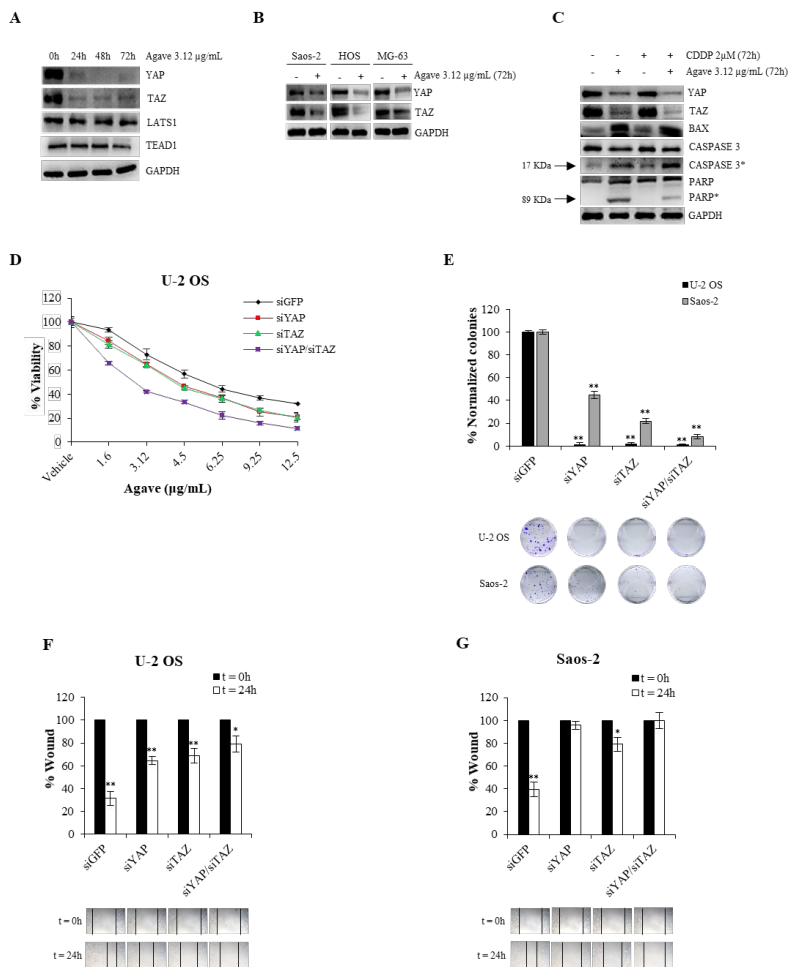 A
0h 24h 48h 72h Agave 3.12 µg/mL
YAP
TAZ
LATS1
TEAD1
GAPDH
B
Saos-2 HOS MG-63
- + - + - + Agave 3.12 µg/mL (72h)
YAP
TAZ
GAPDH
C
- - + + CDDP 2µM (72h)
- + - + Agave 3.12 µg/mL (72h)
YAP
TAZ
BAX
CASPASE 3
17 KDa CASPASE 3*
PARP
89 KDa PARP*
GAPDH
D
U-2 OS
% Viability
120
100
80
60
40
20
0
siGFP
siYAP
siTAZ
siYAP/siTAZ
Vehicle 1.6 3.12 4.5 6.25 9.25 12.5
Agave (µg/mL)
E
U-2 OS
Saos-2
% Normalized colonies
120
100
80
60
40
20
0
** ** ** ** ** **
siGFP siYAP siTAZ siYAP/siTAZ
U-2 OS
Saos-2
F
U-2 OS
t = 0h
t = 24h
% Wound
120
100
80
60
40
20
0
** ** ** *
siGFP siYAP siTAZ siYAP/siTAZ
t = 0h
t = 24h
G
Saos-2
t = 0h
t = 24h
% Wound
120
100
80
60
40
20
0
** *
siGFP siYAP siTAZ siYAP/siTAZ
t = 0h
t = 24h